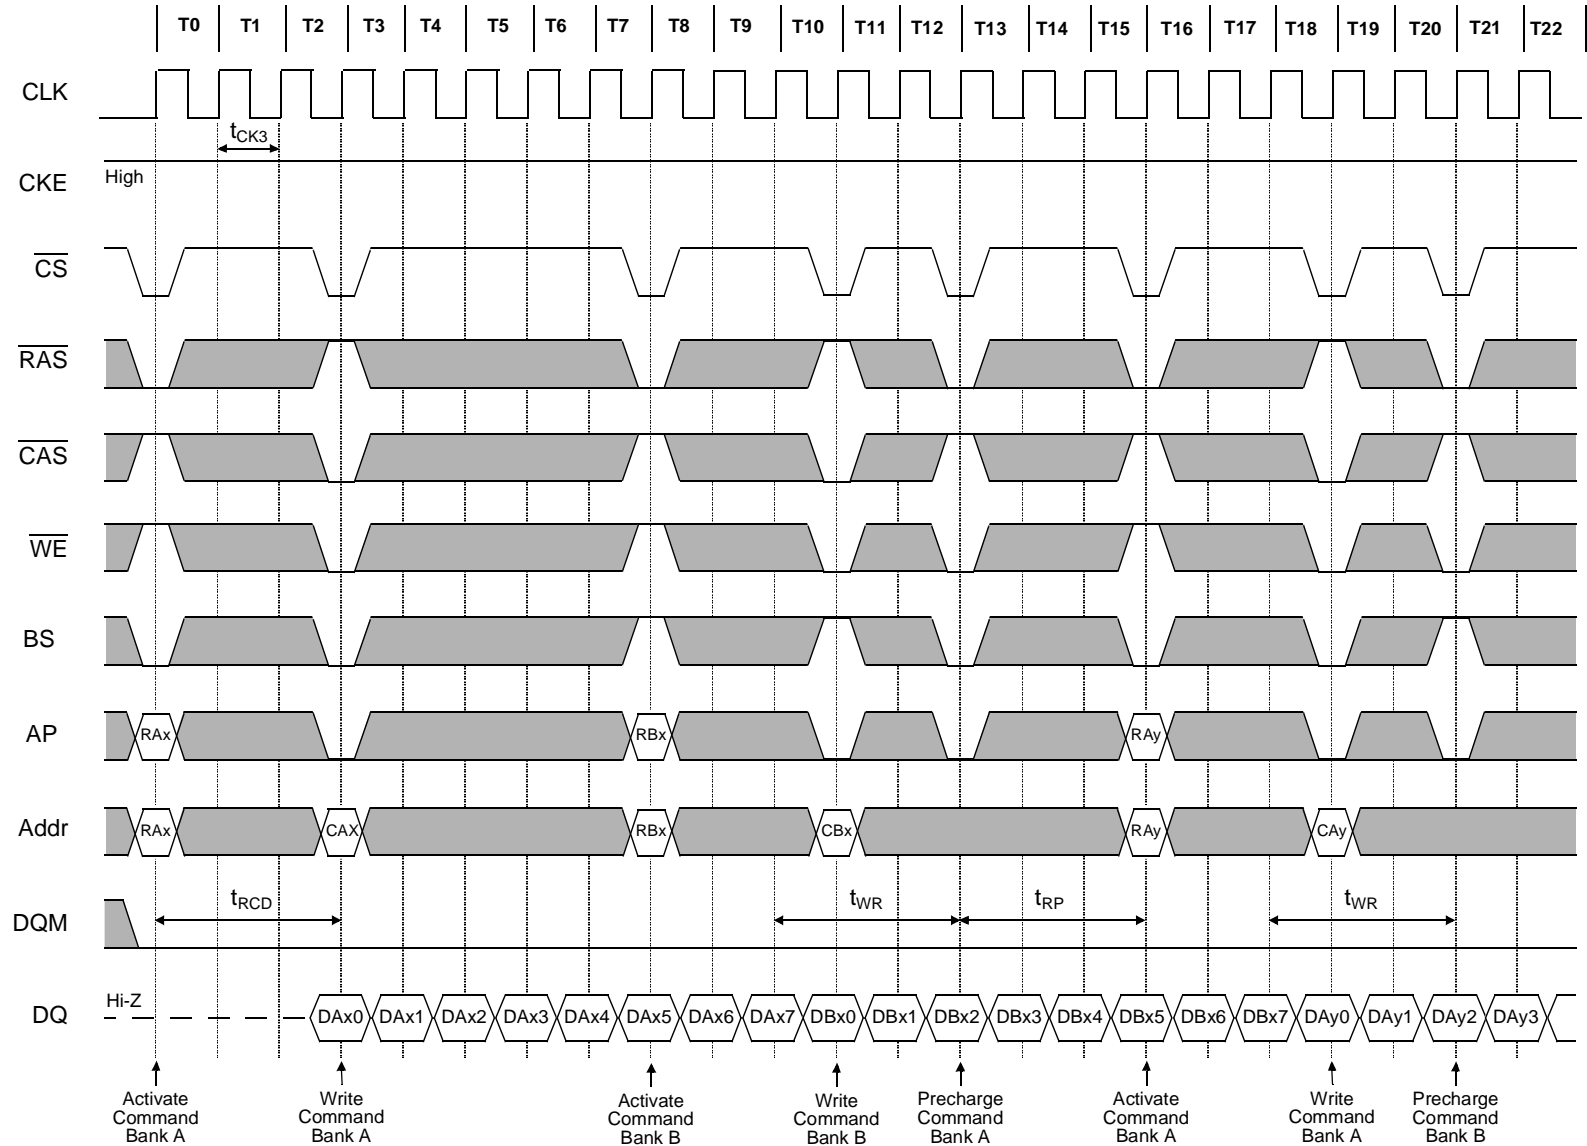 T0 T1 T2 T3 T4 T5 T6 T7 T8 T9 T10 T11 T12 T13 T14 T15 T16 T17 T18 T19 T20 T21 T22
CLK
tCK3
CKE High
CS
RAS
CAS
WE
BS
AP RAx RBx RAy
Addr RAx CAX RBx CBx RAy CAy
DQM tRCD tWR tRP tWR
DQ Hi-Z DAx0 DAx1 DAx2 DAx3 DAx4 DAx5 DAx6 DAx7 DBx0 DBx1 DBx2 DBx3 DBx4 DBx5 DBx6 DBx7 DAy0 DAy1 DAy2 DAy3
Activate
Command
Bank A
Write
Command
Bank A
Activate
Command
Bank B
Write
Command
Bank B
Precharge
Command
Bank A
Activate
Command
Bank A
Write
Command
Bank A
Precharge
Command
Bank B